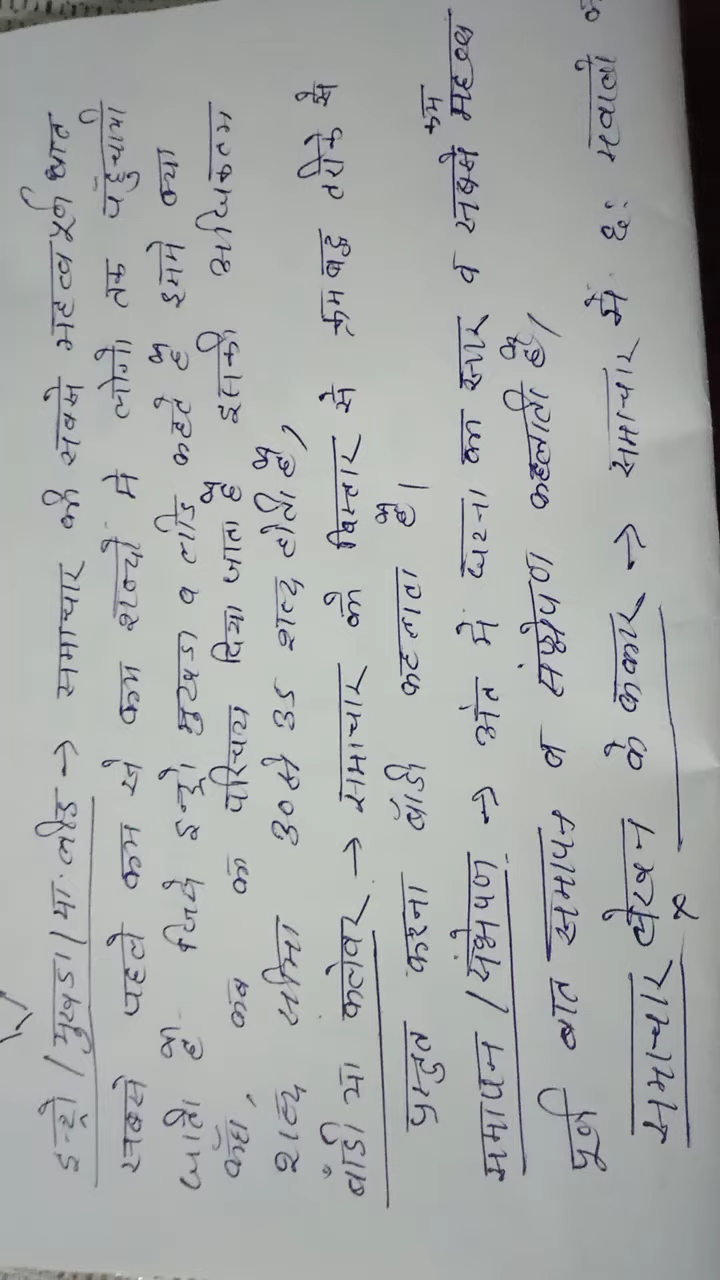 इन्ट्रो / मुखडा / या. लीड → समाचार की सबसे महत्वपूर्ण बात
सबसे पहले कम से कम शब्दो मे लोगो तक पहुँचायी
जाती है. जिसे इन्ट्रो मुखडा व लीड कहते है इसमे क्या
कहा, कब का परिचय दिया जाता है इसकी अधिकतम
शब्द सीमा 30 से 35 शब्द होती है,
बॉडी या कलेवर → समाचार को विस्तार से क्रमबद्ध तरीके से
प्रस्तुत करना बॉडी कहलाता है।
समापन / संक्षेपण → अंत में घटना का सार व सबसे कम महत्व
पूर्ण बात समापन व संक्षेपण कहलाती है।
समाचार लेखन के ककार → समाचार में छः सवालो